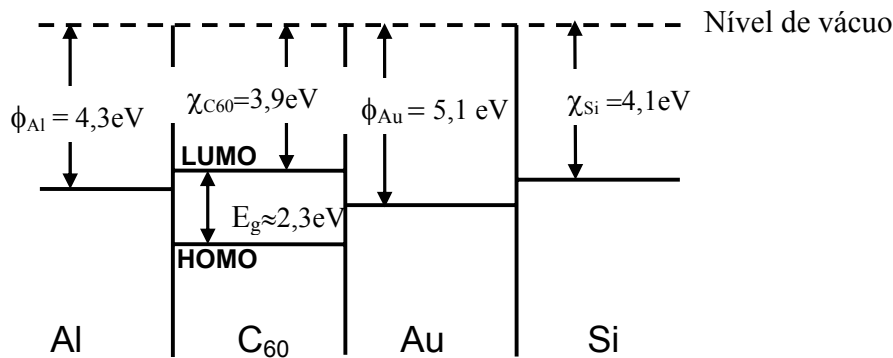 Nível de vácuo
ϕAl = 4,3eV
χC60=3,9eV
ϕAu = 5,1 eV
χSi =4,1eV
LUMO
Eg≈2,3eV
HOMO
Al
C60
Au
Si